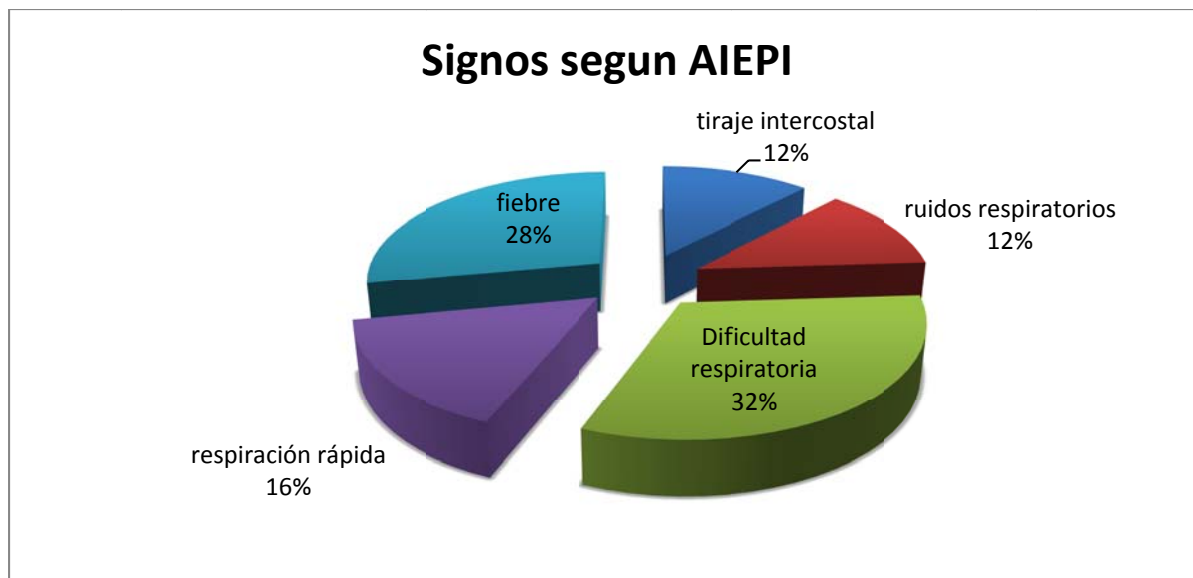 Signos segun AIEPI
tiraje intercostal
12%
ruidos respiratorios
12%
Dificultad
respiratoria
32%
respiración rápida
16%
fiebre
28%